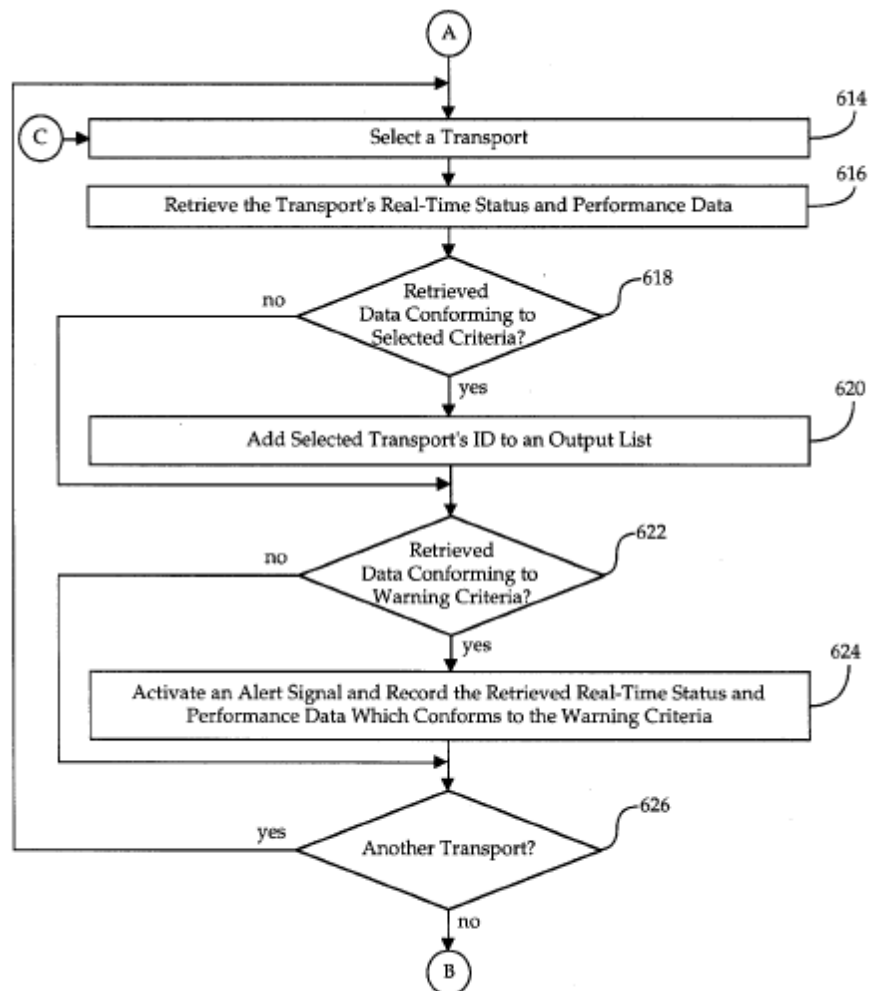 A
614
C
Select a Transport
616
Retrieve the Transport's Real-Time Status and Performance Data
618
no
Retrieved
Data Conforming to
Selected Criteria?
yes
620
Add Selected Transport's ID to an Output List
622
no
Retrieved
Data Conforming to
Warning Criteria?
yes
624
Activate an Alert Signal and Record the Retrieved Real-Time Status and
Performance Data Which Conforms to the Warning Criteria
626
yes
Another Transport?
no
B